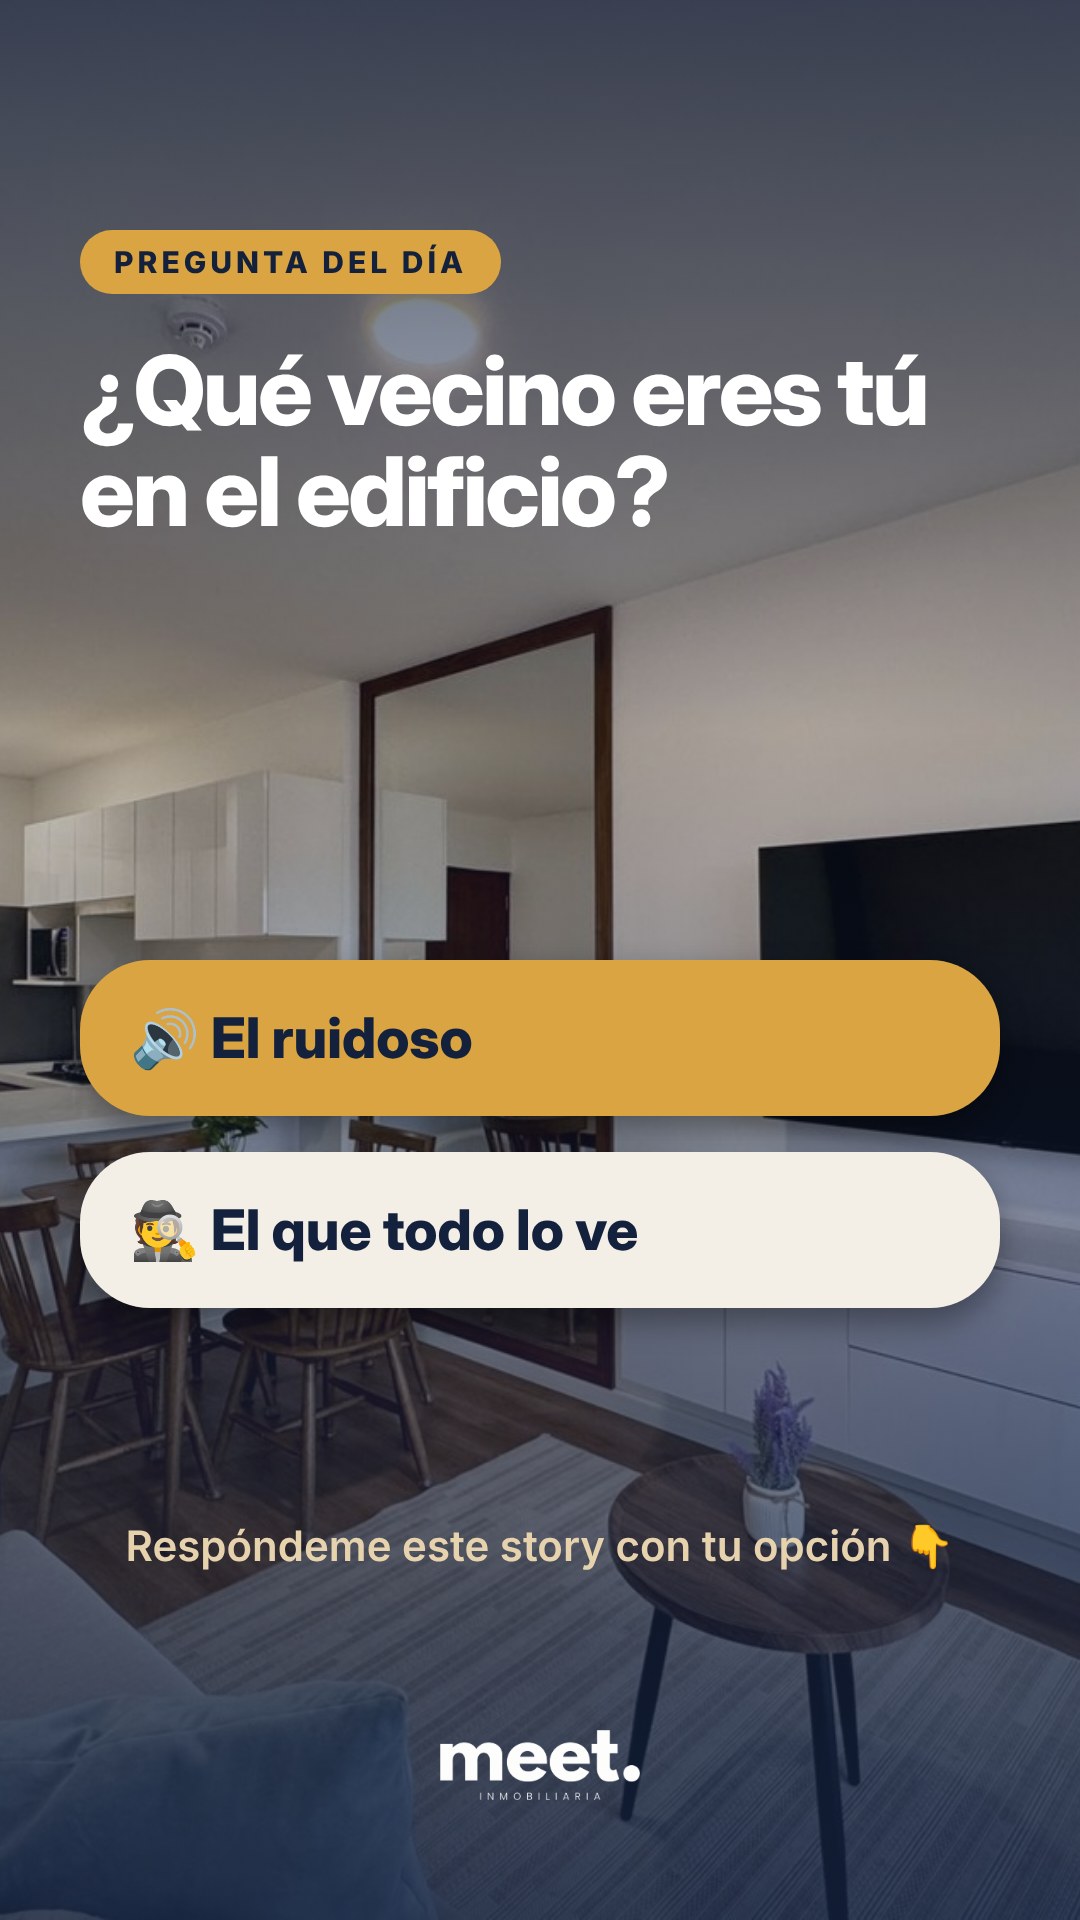 PREGUNTA DEL DÍA
¿Qué vecino eres tú
en el edificio?
🔊 El ruidoso
🕵️ El que todo lo ve
Respóndeme este story con tu opción 👇
meet.
INMOBILIARIA